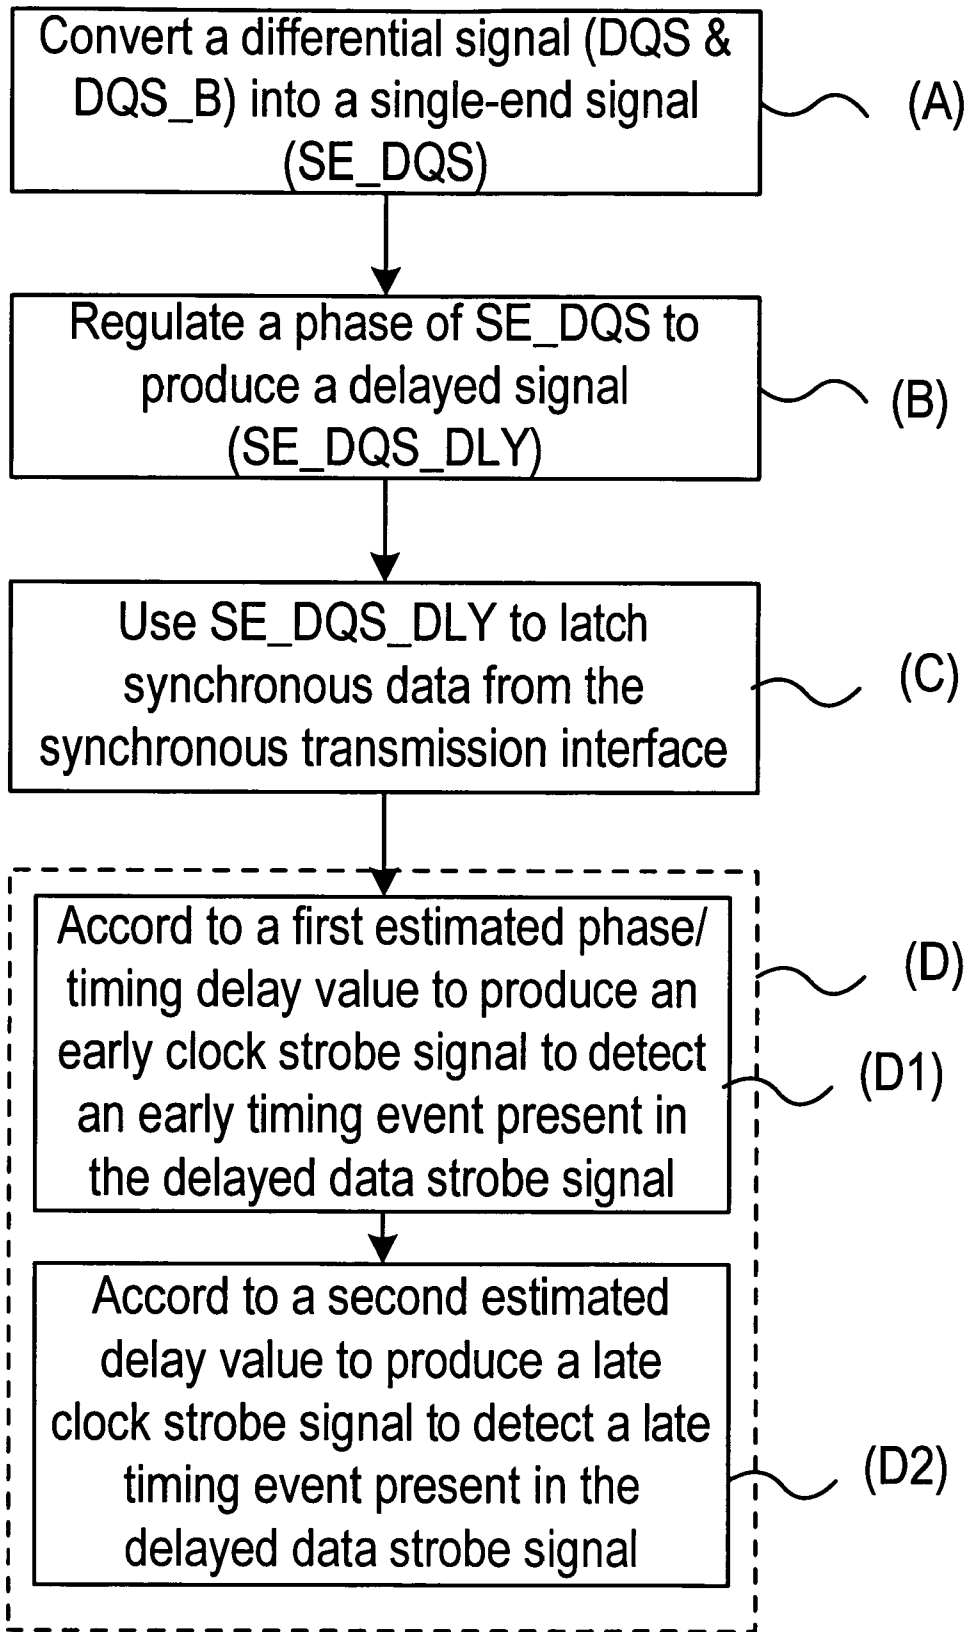 Convert a differential signal (DQS &
DQS_B) into a single-end signal
(SE_DQS)
(A)
Regulate a phase of SE_DQS to
produce a delayed signal
(SE_DQS_DLY)
(B)
Use SE_DQS_DLY to latch
synchronous data from the
synchronous transmission interface
(C)
Accord to a first estimated phase/
timing delay value to produce an
early clock strobe signal to detect
an early timing event present in
the delayed data strobe signal
(D)
(D1)
Accord to a second estimated
delay value to produce a late
clock strobe signal to detect a late
timing event present in the
delayed data strobe signal
(D2)